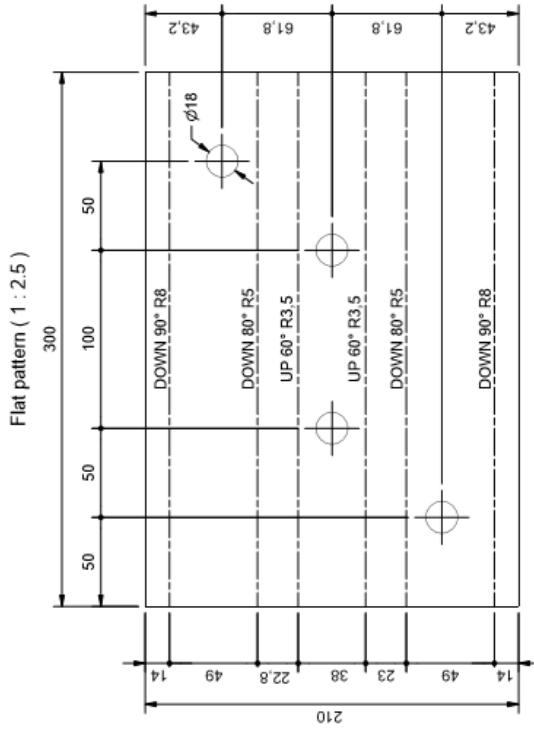 Flat pattern ( 1 : 2.5 )
300
50
50
100
50
Ø18
43,2
61,8
61,8
43,2
DOWN 90° R8
DOWN 80° R5
UP 60° R3,5
UP 60° R3,5
DOWN 80° R5
DOWN 90° R8
14
49
22,8
38
23
49
14
210